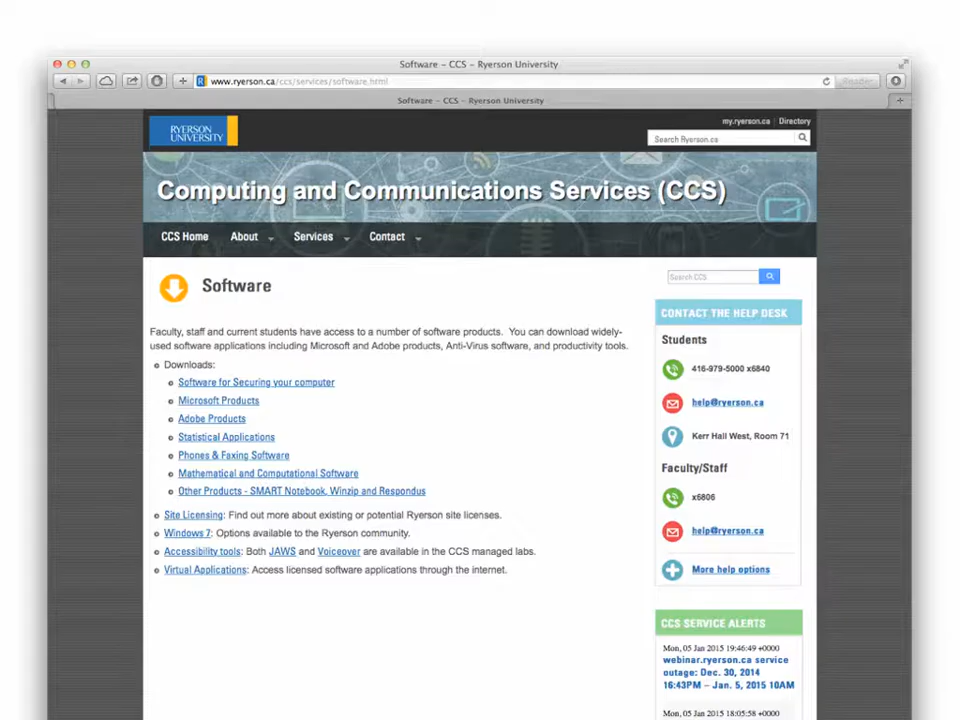 Software – CCS – Ryerson University
www.ryerson.ca/ccs/services/software.html
Reader
Software – CCS – Ryerson University
my.ryerson.ca | Directory
RYERSON
UNIVERSITY
Search Ryerson.ca
Computing and Communications Services (CCS)
CCS Home About Services Contact
Search CCS
Software
CONTACT THE HELP DESK
Faculty, staff and current students have access to a number of software products. You can download widely-
used software applications including Microsoft and Adobe products, Anti-Virus software, and productivity tools.
Downloads:
Software for Securing your computer
Microsoft Products
Adobe Products
Statistical Applications
Phones & Faxing Software
Mathematical and Computational Software
Other Products - SMART Notebook, Winzip and Respondus
Site Licensing: Find out more about existing or potential Ryerson site licenses.
Windows 7: Options available to the Ryerson community.
Accessibility tools: Both JAWS and Voiceover are available in the CCS managed labs.
Virtual Applications: Access licensed software applications through the internet.
Students
416-979-5000 x6840
help@ryerson.ca
Kerr Hall West, Room 71
Faculty/Staff
x6806
help@ryerson.ca
More help options
CCS SERVICE ALERTS
Mon, 05 Jan 2015 19:46:49 +0000
webinar.ryerson.ca service
outage: Dec. 30, 2014
16:43PM – Jan. 5, 2015 10AM
Mon, 05 Jan 2015 18:05:58 +0000